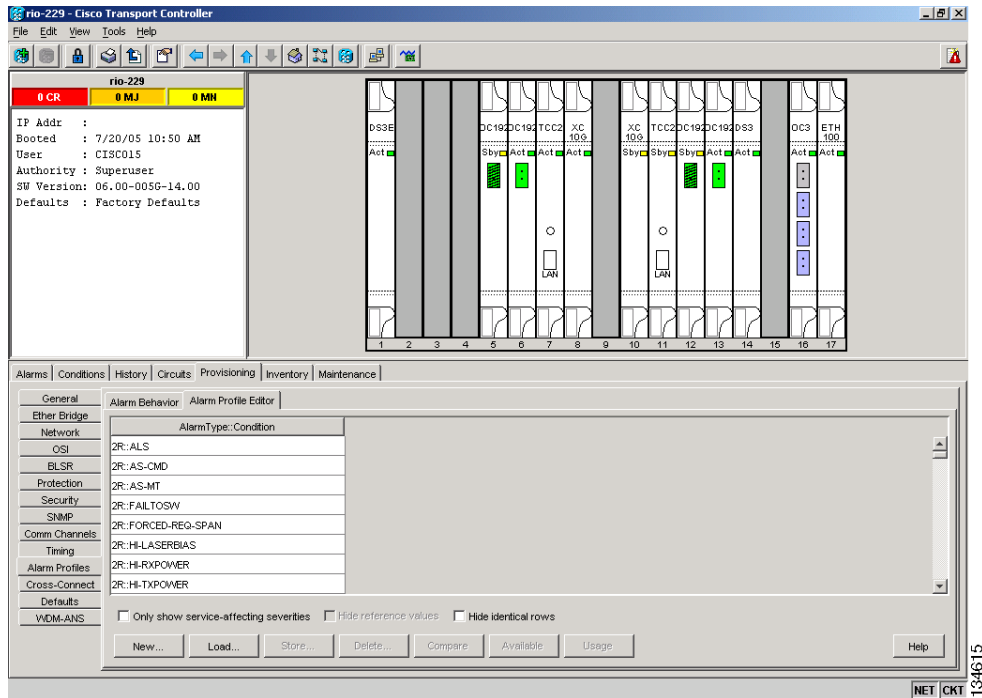 rio-229 - Cisco Transport Controller
File Edit View Tools Help
rio-229
0 CR 0 MJ 0 MN
IP Addr :
Booted : 7/20/05 10:50 AM
User : CISCO15
Authority : Superuser
SW Version: 06.00-005G-14.00
Defaults : Factory Defaults
DS3E OC192 OC192 TCC2 XC 10G XC 10G TCC2 OC192 OC192 DS3 OC3 ETH 100
Act Sby Act Act Act Sby Sby Sby Act Act Act Act
LAN LAN
1 2 3 4 5 6 7 8 9 10 11 12 13 14 15 16 17
Alarms Conditions History Circuits Provisioning Inventory Maintenance
General
Ether Bridge
Network
OSI
BLSR
Protection
Security
SNMP
Comm Channels
Timing
Alarm Profiles
Cross-Connect
Defaults
WDM-ANS
Alarm Behavior Alarm Profile Editor
AlarmType::Condition
2R::ALS
2R::AS-CMD
2R::AS-MT
2R::FAILTOSW
2R::FORCED-REQ-SPAN
2R::HI-LASERBIAS
2R::HI-RXPOWER
2R::HI-TXPOWER
Only show service-affecting severities Hide reference values Hide identical rows
New... Load... Store... Delete... Compare Available Usage Help
NET CKT
134615